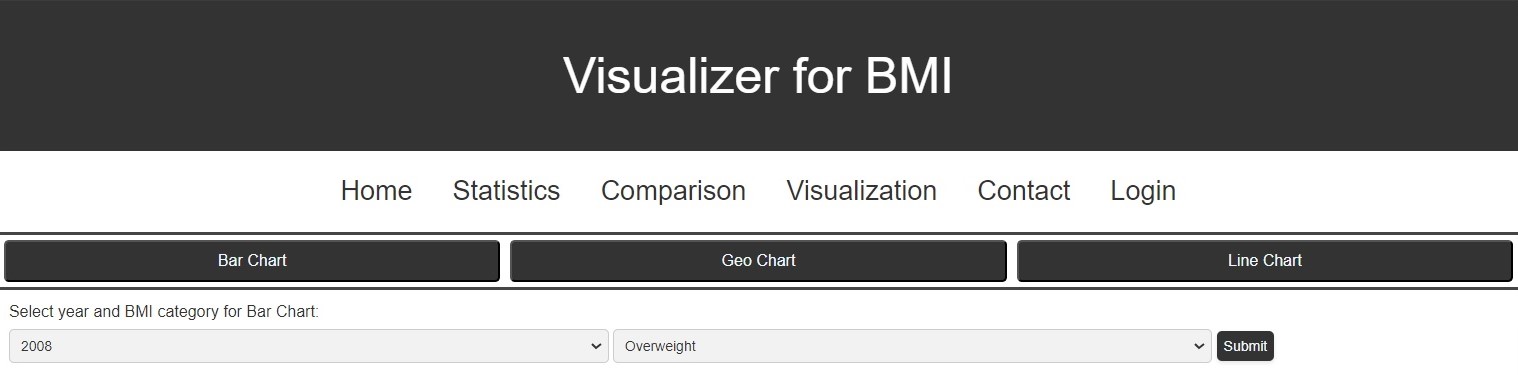 Visualizer for BMI
Home Statistics Comparison Visualization Contact Login
Bar Chart Geo Chart Line Chart
Select year and BMI category for Bar Chart:
2008 Overweight Submit